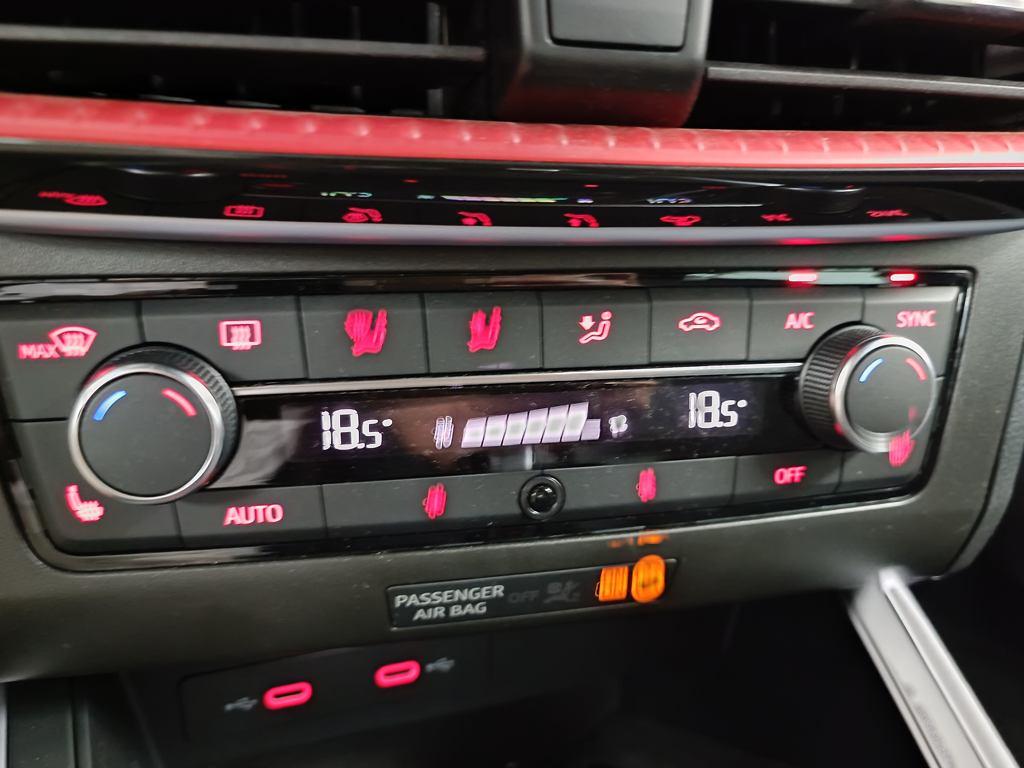 MAX
A/C
SYNC
18.5°
18.5°
AUTO
OFF
PASSENGER
AIR BAG
OFF